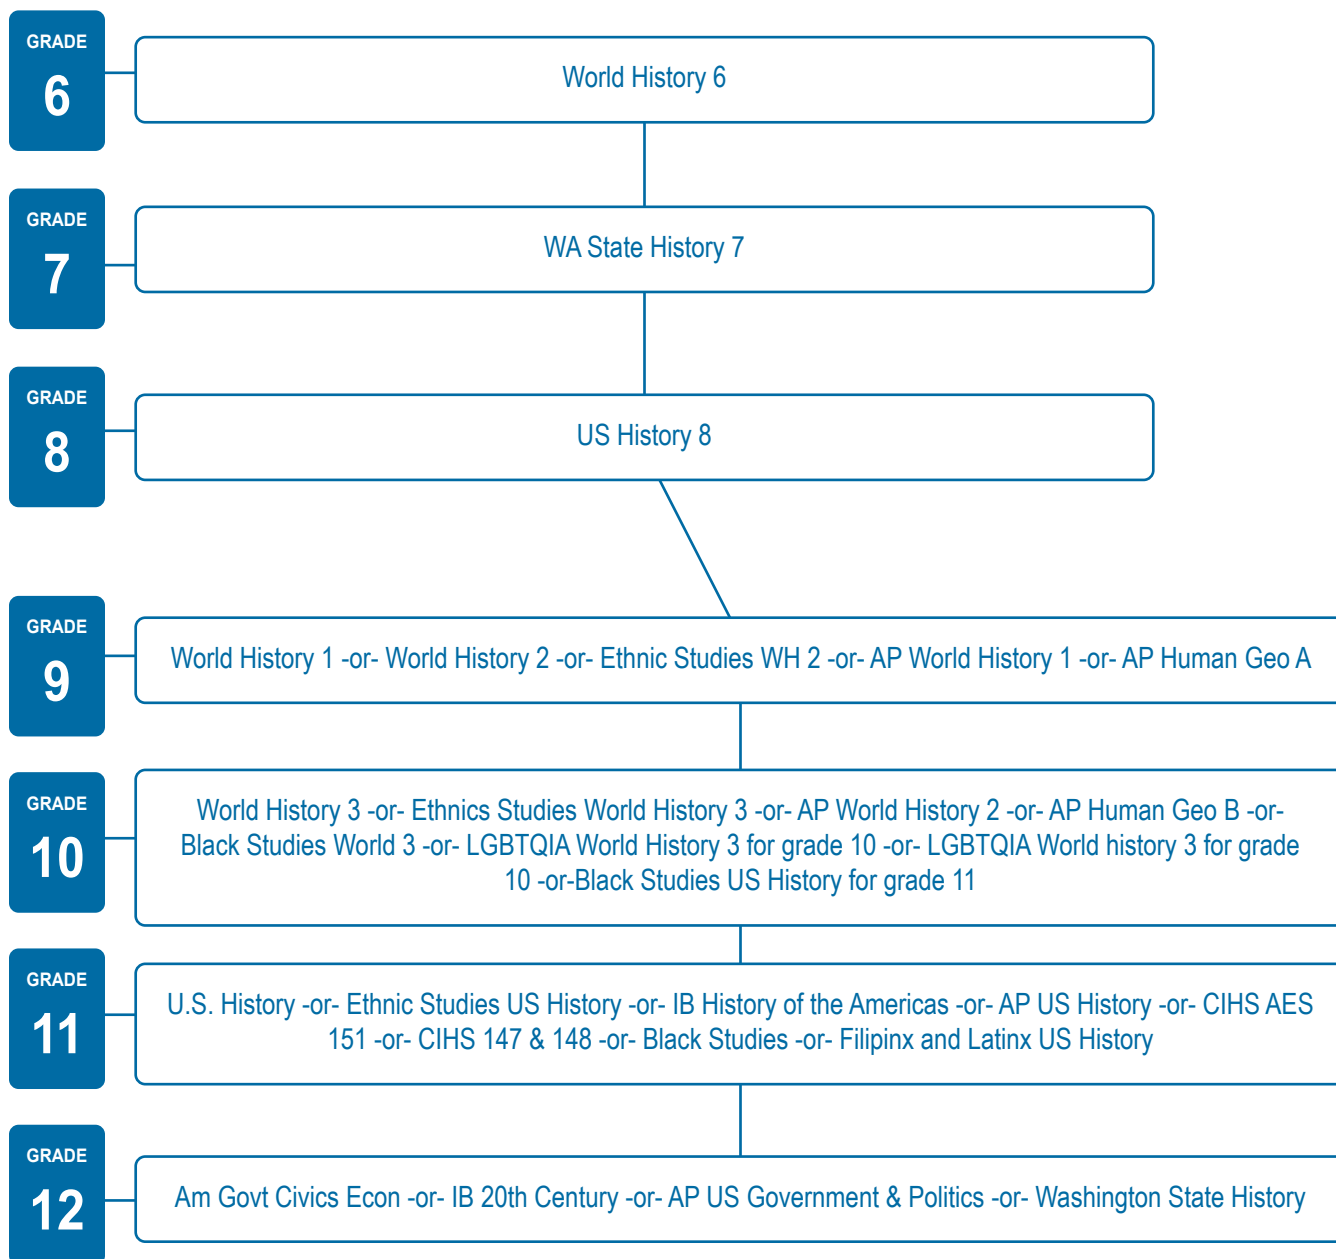 GRADE
6
World History 6
GRADE
7
WA State History 7
GRADE
8
US History 8
GRADE
9
World History 1 -or- World History 2 -or- Ethnic Studies WH 2 -or- AP World History 1 -or- AP Human Geo A
GRADE
10
World History 3 -or- Ethnics Studies World History 3 -or- AP World History 2 -or- AP Human Geo B -or-
Black Studies World 3 -or- LGBTQIA World History 3 for grade 10 -or- LGBTQIA World history 3 for grade
10 -or-Black Studies US History for grade 11
GRADE
11
U.S. History -or- Ethnic Studies US History -or- IB History of the Americas -or- AP US History -or- CIHS AES
151 -or- CIHS 147 & 148 -or- Black Studies -or- Filipinx and Latinx US History
GRADE
12
Am Govt Civics Econ -or- IB 20th Century -or- AP US Government & Politics -or- Washington State History